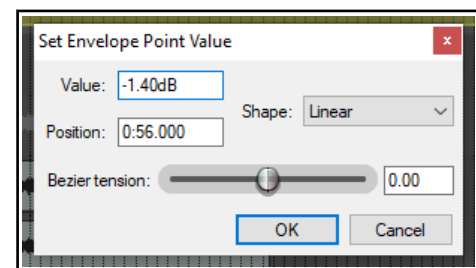 Set Envelope Point Value
x
Value: -1.40dB
Shape: Linear
Position: 0:56.000
Bezier tension: 0.00
OK Cancel